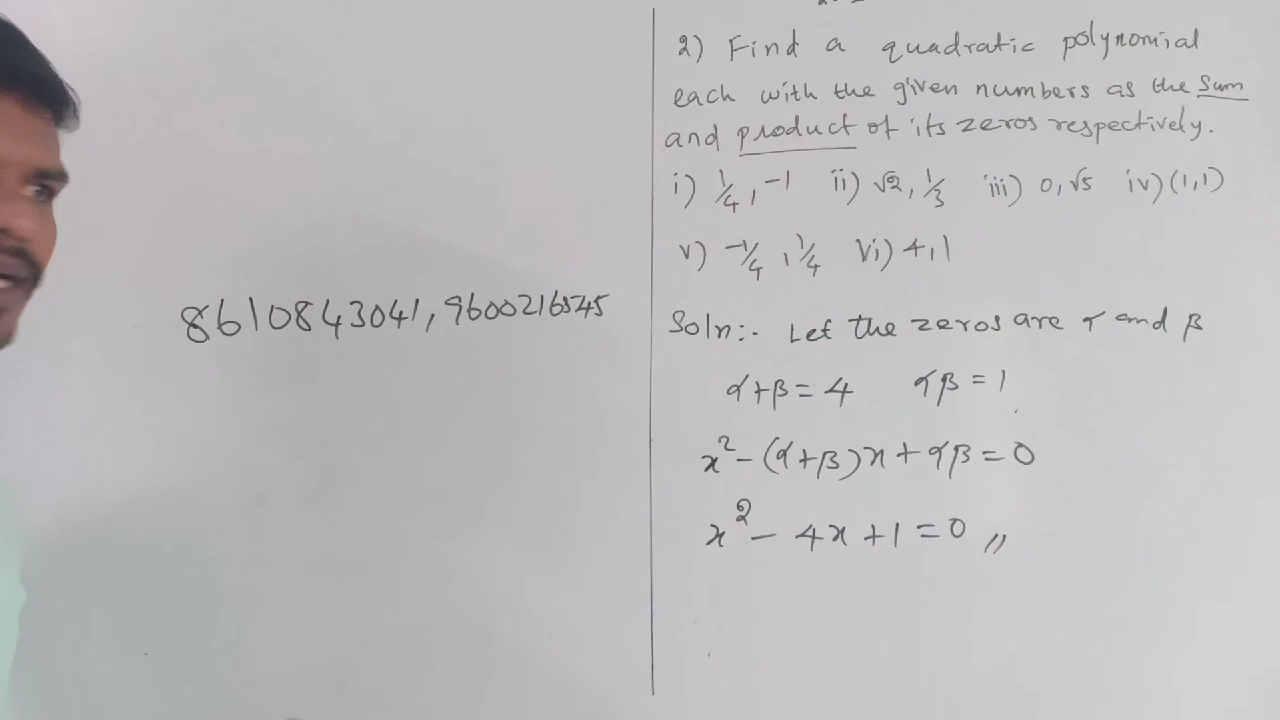 2) Find a quadratic polynomial
each with the given numbers as the Sum
and product of its zeros respectively.
i) 1/4, -1 ii) √2, 1/3 iii) 0, √5 iv) (1,1)
v) -1/4, 1/4 vi) 4, 1
8610843041, 9600216545
Soln:- Let the zeros are α and β
α+β = 4 αβ = 1
x² - (α+β)x + αβ = 0
x² - 4x + 1 = 0 //